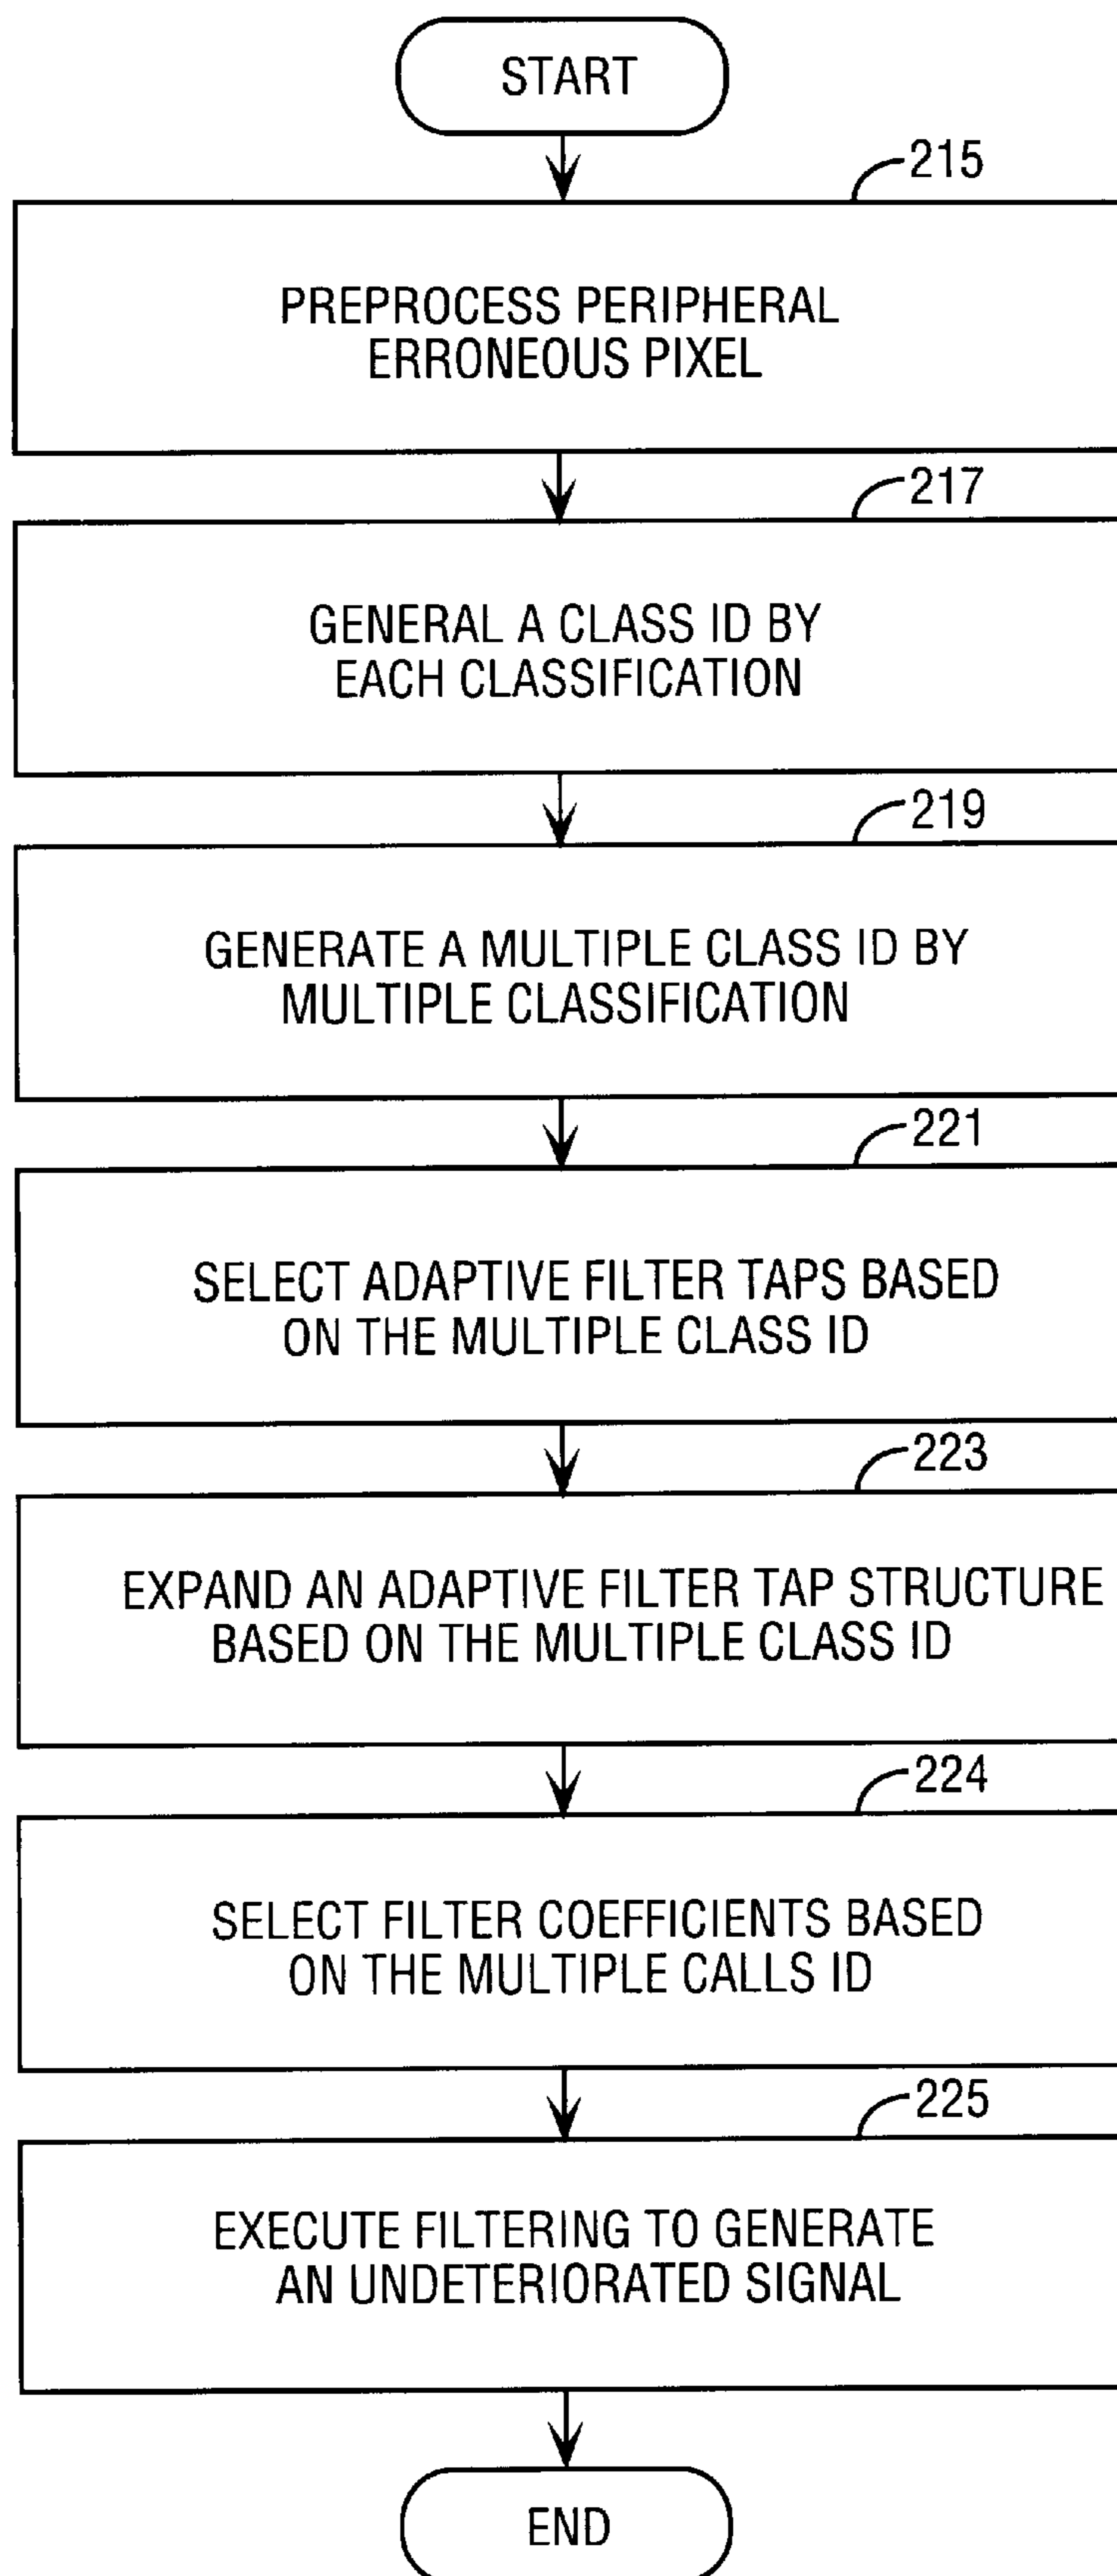 START
215
PREPROCESS PERIPHERAL
ERRONEOUS PIXEL
217
GENERAL A CLASS ID BY
EACH CLASSIFICATION
219
GENERATE A MULTIPLE CLASS ID BY
MULTIPLE CLASSIFICATION
221
SELECT ADAPTIVE FILTER TAPS BASED
ON THE MULTIPLE CLASS ID
223
EXPAND AN ADAPTIVE FILTER TAP STRUCTURE
BASED ON THE MULTIPLE CLASS ID
224
SELECT FILTER COEFFICIENTS BASED
ON THE MULTIPLE CALLS ID
225
EXECUTE FILTERING TO GENERATE
AN UNDETERIORATED SIGNAL
END